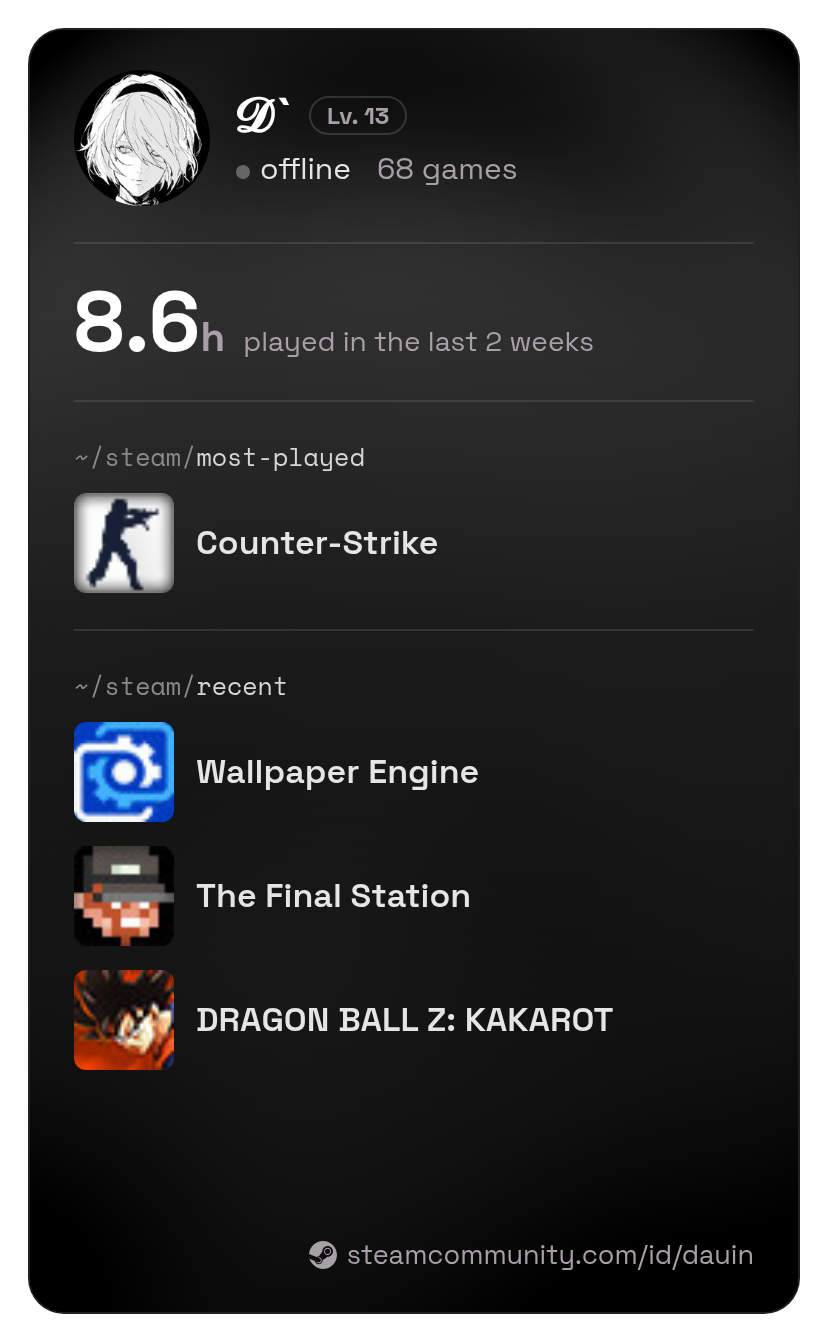 𝓓` Lv. 13
offline 68 games
8.6h played in the last 2 weeks
~/steam/most-played
Counter-Strike
~/steam/recent
Wallpaper Engine
The Final Station
DRAGON BALL Z: KAKAROT
steamcommunity.com/id/dauin